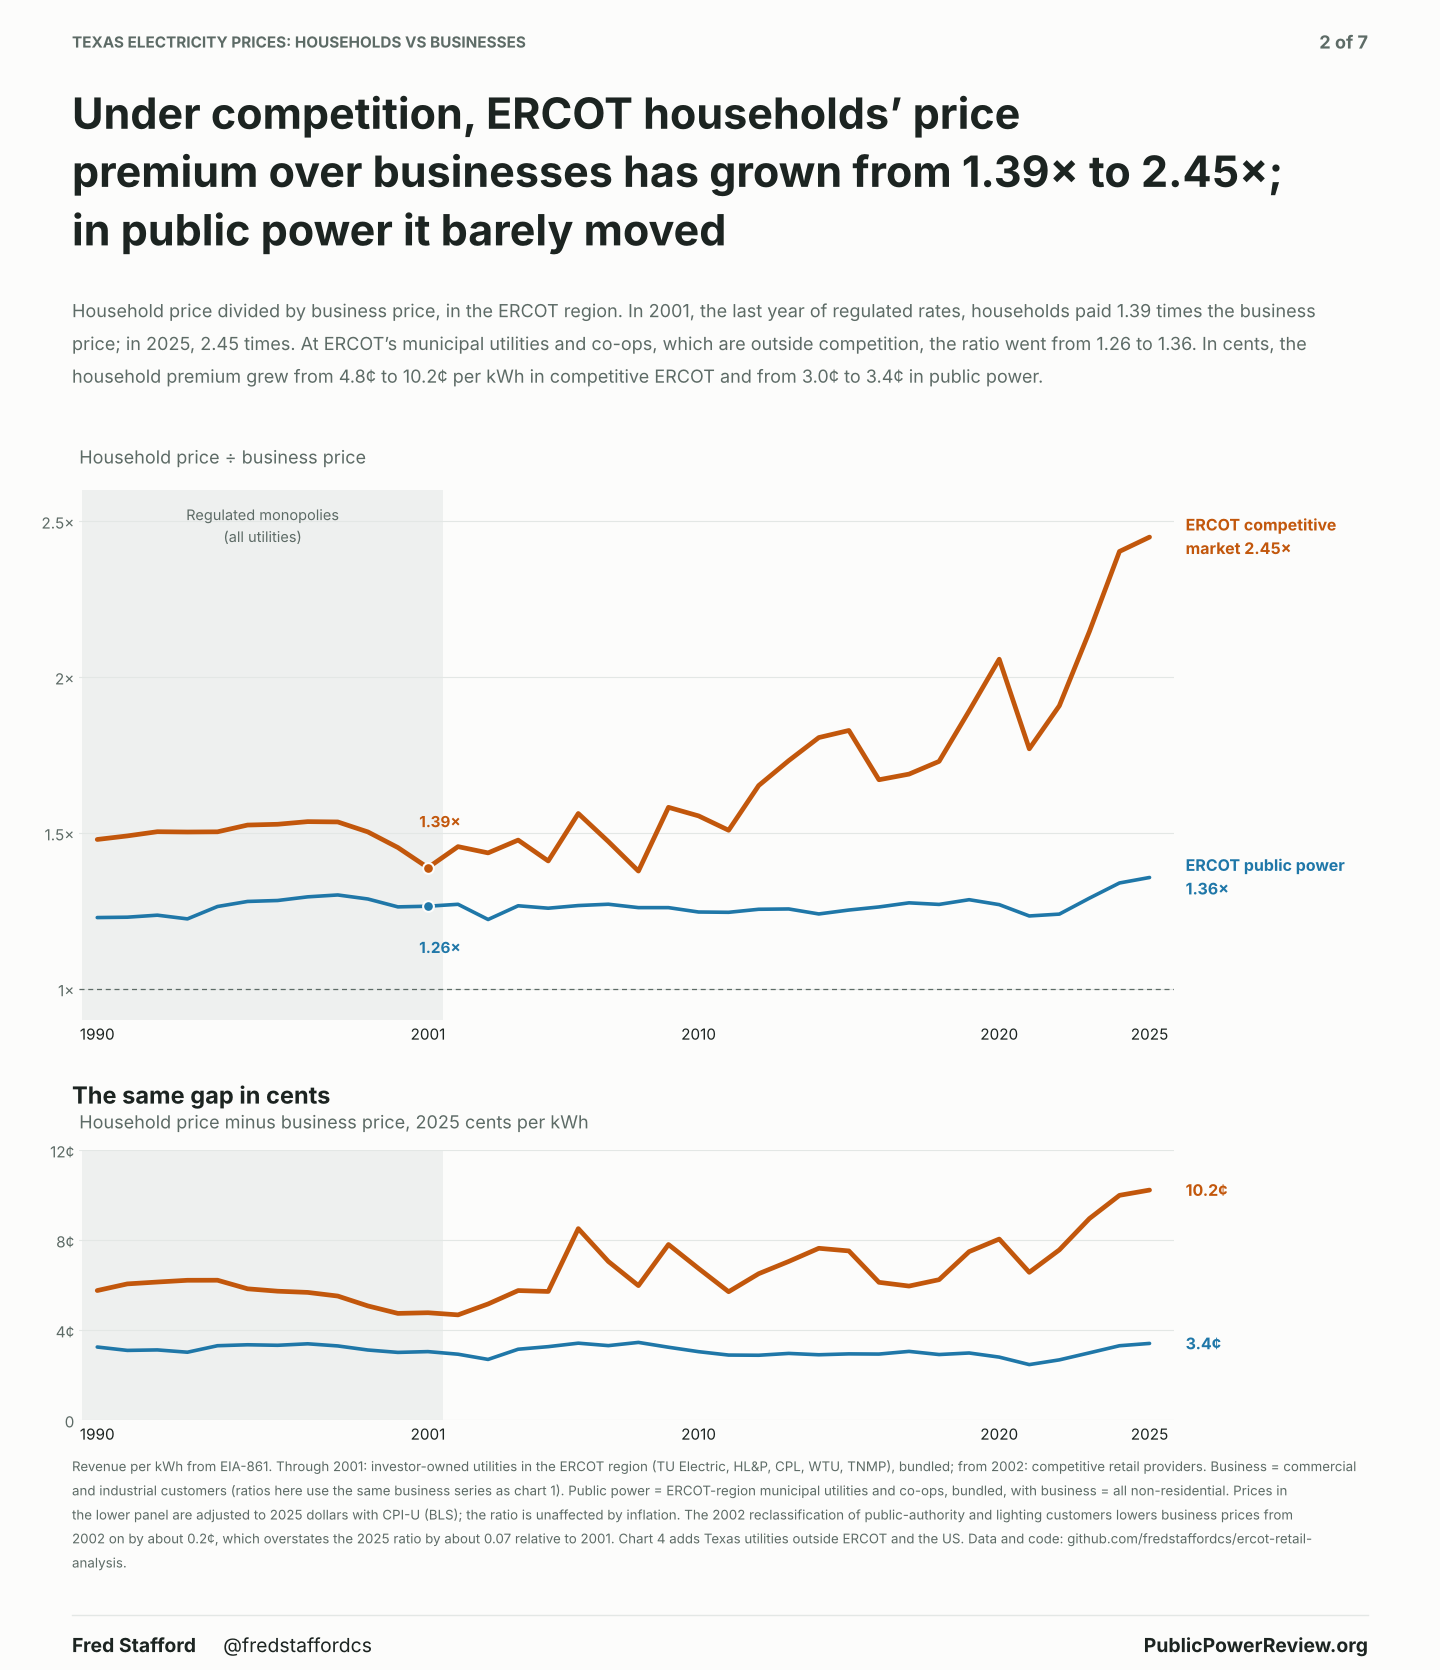 TEXAS ELECTRICITY PRICES: HOUSEHOLDS VS BUSINESSES
2 of 7
Under competition, ERCOT households’ price
premium over businesses has grown from 1.39× to 2.45×;
in public power it barely moved
Household price divided by business price, in the ERCOT region. In 2001, the last year of regulated rates, households paid 1.39 times the business
price; in 2025, 2.45 times. At ERCOT’s municipal utilities and co-ops, which are outside competition, the ratio went from 1.26 to 1.36. In cents, the
household premium grew from 4.8¢ to 10.2¢ per kWh in competitive ERCOT and from 3.0¢ to 3.4¢ in public power.
Household price ÷ business price
Regulated monopolies
(all utilities)
2.5×
2×
1.5×
1×
ERCOT competitive
market 2.45×
1.39×
ERCOT public power
1.36×
1.26×
1990
2001
2010
2020
2025
The same gap in cents
Household price minus business price, 2025 cents per kWh
12¢
8¢
4¢
0
10.2¢
3.4¢
1990
2001
2010
2020
2025
Revenue per kWh from EIA-861. Through 2001: investor-owned utilities in the ERCOT region (TU Electric, HL&P, CPL, WTU, TNMP), bundled; from 2002: competitive retail providers. Business = commercial
and industrial customers (ratios here use the same business series as chart 1). Public power = ERCOT-region municipal utilities and co-ops, bundled, with business = all non-residential. Prices in
the lower panel are adjusted to 2025 dollars with CPI-U (BLS); the ratio is unaffected by inflation. The 2002 reclassification of public-authority and lighting customers lowers business prices from
2002 on by about 0.2¢, which overstates the 2025 ratio by about 0.07 relative to 2001. Chart 4 adds Texas utilities outside ERCOT and the US. Data and code: github.com/fredstaffordcs/ercot-retail-
analysis.
Fred Stafford @fredstaffordcs
PublicPowerReview.org